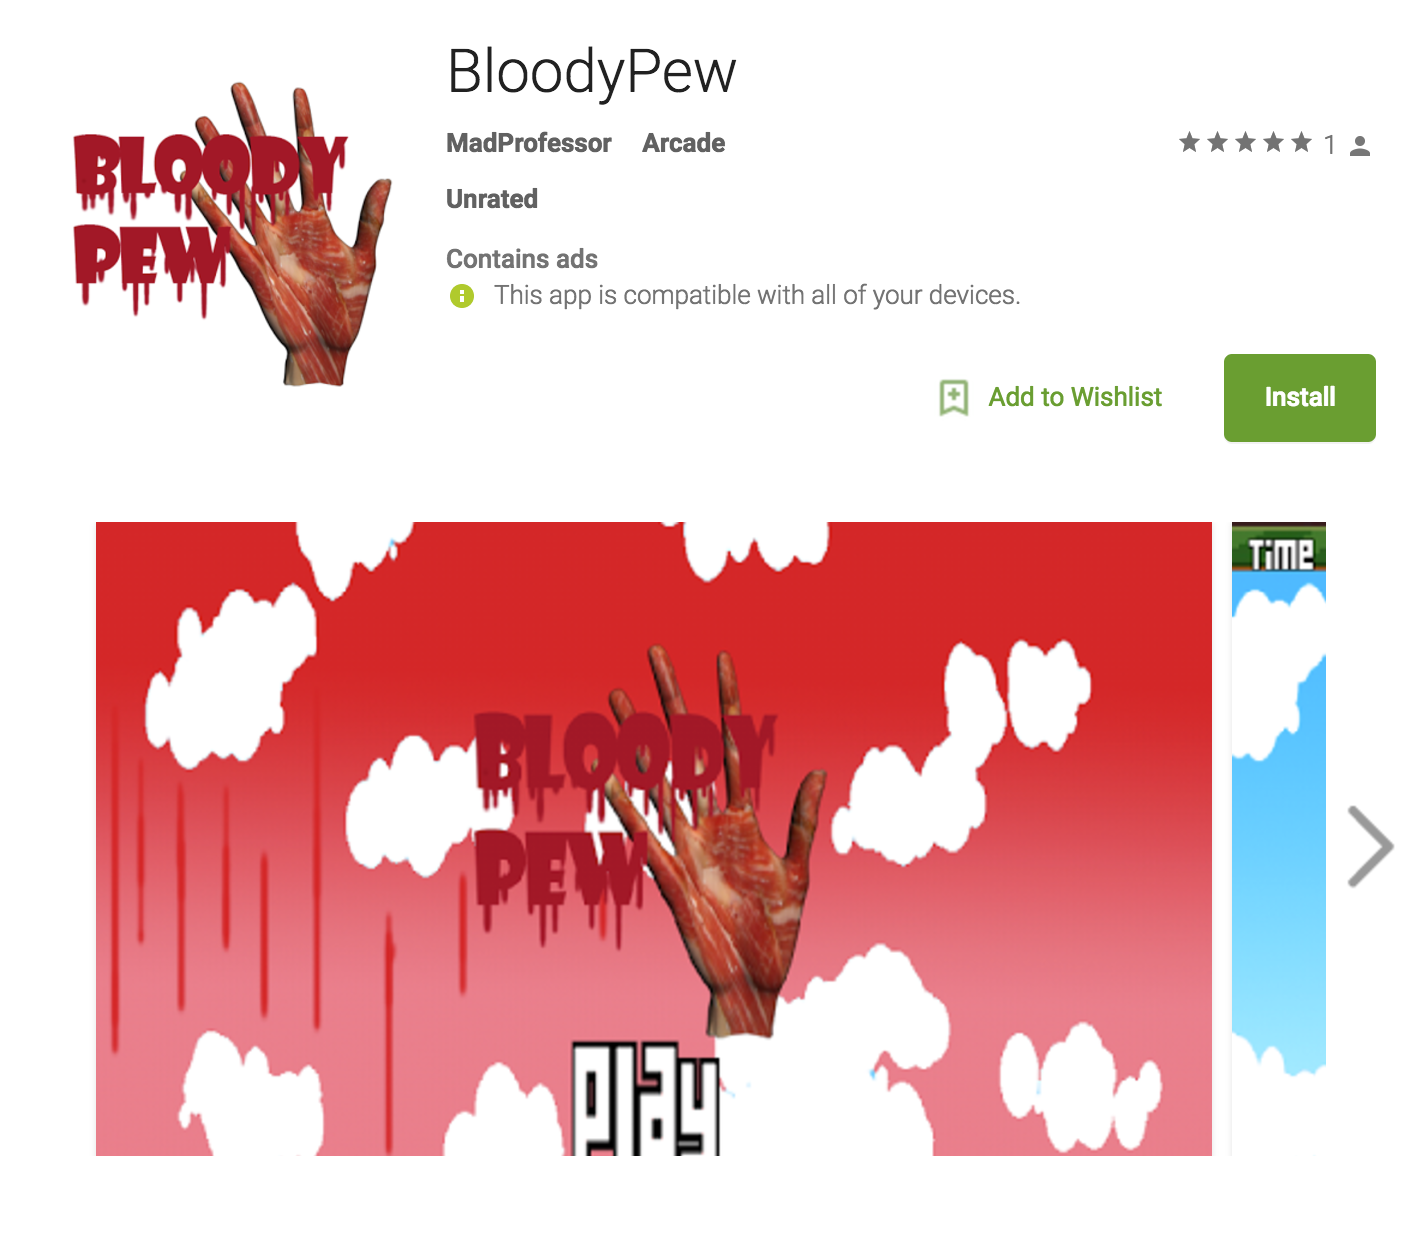 BloodyPew
BLOODY
PEW
MadProfessor Arcade
1
Unrated
Contains ads
This app is compatible with all of your devices.
Add to Wishlist
Install
TiME
BLOODY
PEW
play